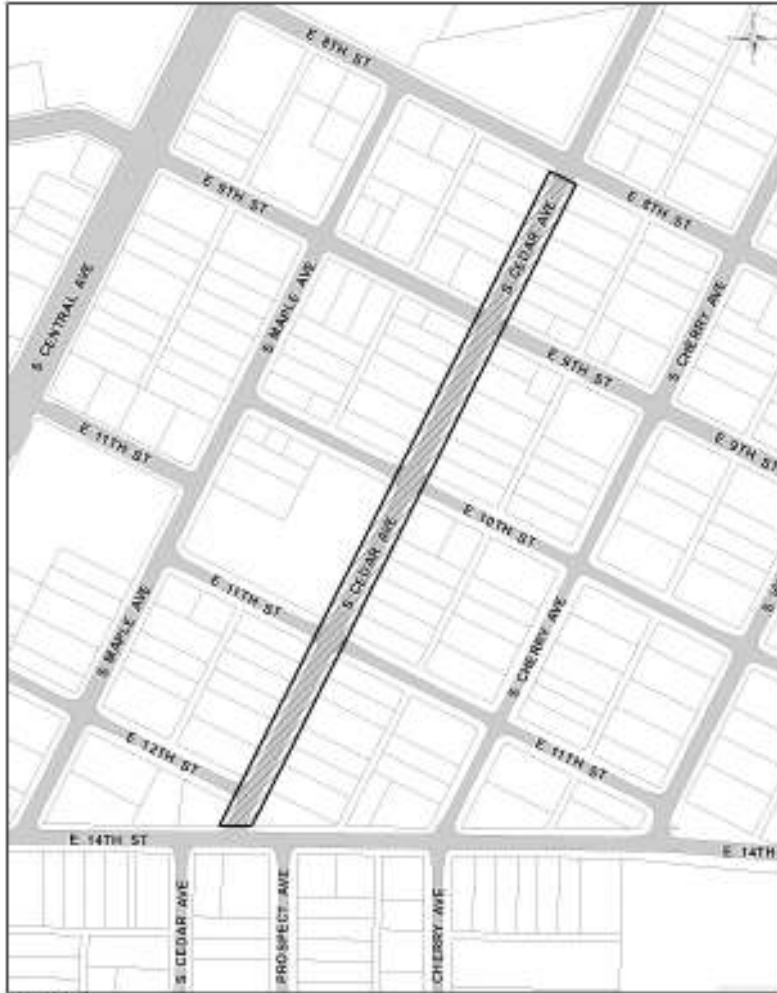 E 8TH ST
E 9TH ST
E 8TH ST
S CEDAR AVE
S CENTRAL AVE
S MAPLE AVE
S CHERRY AVE
E 9TH ST
E 11TH ST
E 9TH ST
E 10TH ST
S CEDAR AVE
E 11TH ST
S MAPLE AVE
S CHERRY AVE
E 12TH ST
E 11TH ST
E 14TH ST
E 14TH
S CEDAR AVE
PROSPECT AVE
CHERRY AVE